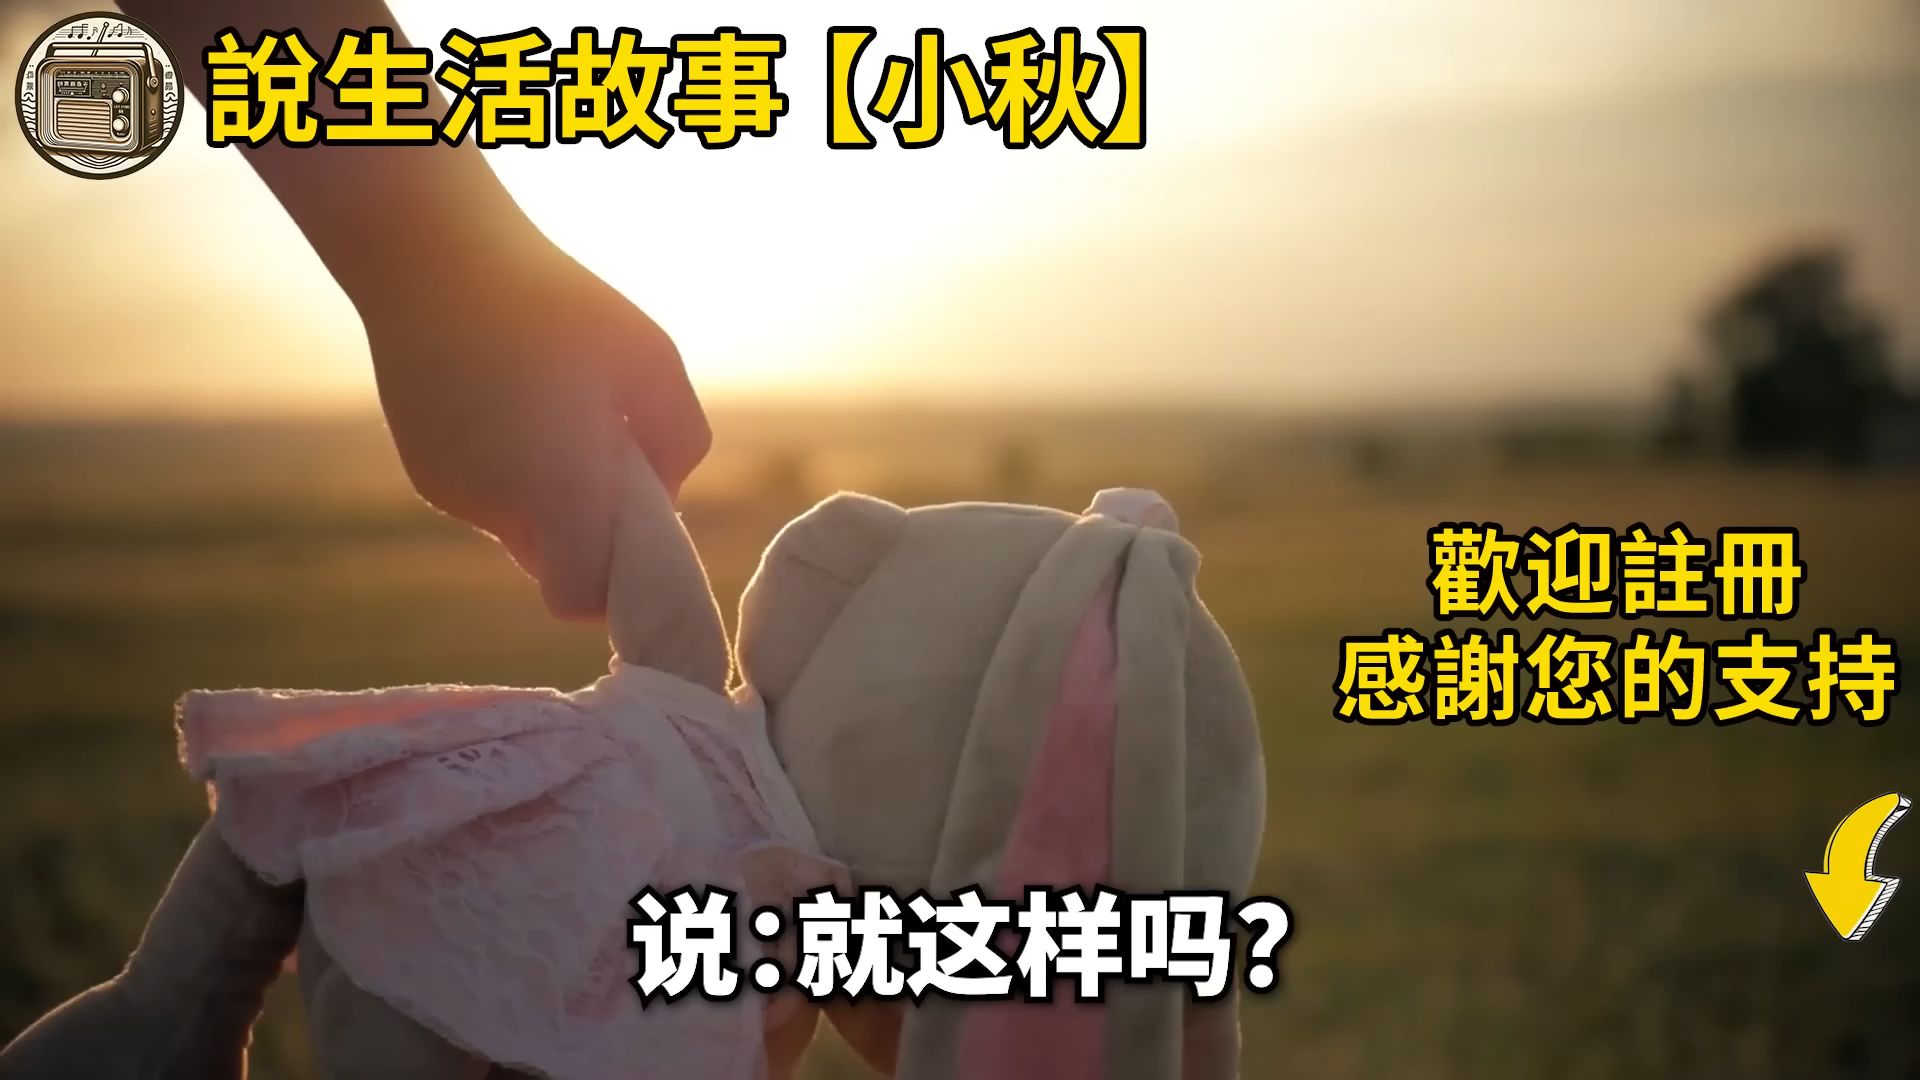 說生活故事【小秋】
歡迎註冊
感謝您的支持
说:就这样吗?